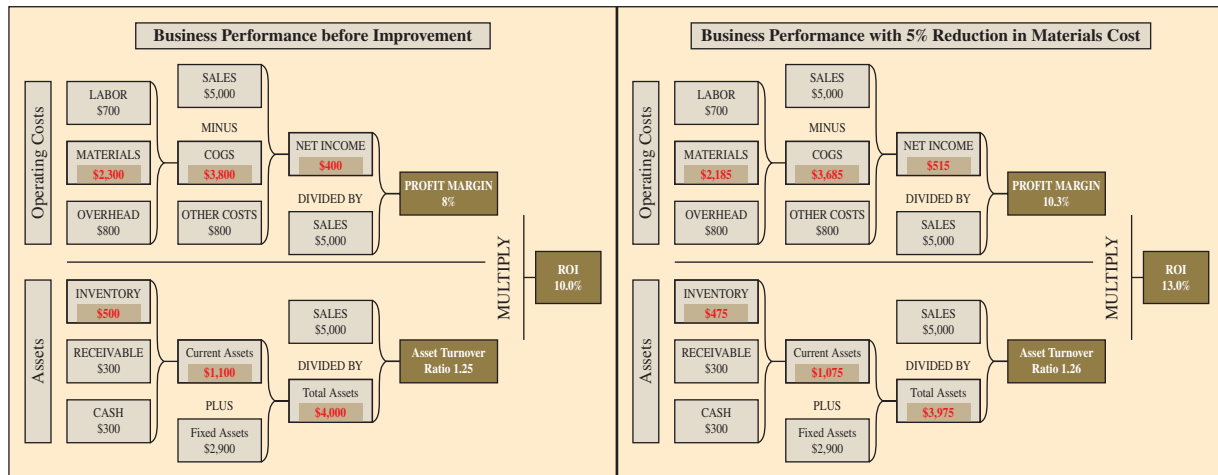 Business Performance before Improvement
Operating Costs
LABOR
$700
MATERIALS
$2,300
OVERHEAD
$800
SALES
$5,000
MINUS
COGS
$3,800
OTHER COSTS
$800
NET INCOME
$400
DIVIDED BY
SALES
$5,000
PROFIT MARGIN
8%
Assets
INVENTORY
$500
RECEIVABLE
$300
CASH
$300
Current Assets
$1,100
PLUS
Fixed Assets
$2,900
SALES
$5,000
DIVIDED BY
Total Assets
$4,000
Asset Turnover
Ratio 1.25
MULTIPLY
ROI
10.0%
Business Performance with 5% Reduction in Materials Cost
Operating Costs
LABOR
$700
MATERIALS
$2,185
OVERHEAD
$800
SALES
$5,000
MINUS
COGS
$3,685
OTHER COSTS
$800
NET INCOME
$515
DIVIDED BY
SALES
$5,000
PROFIT MARGIN
10.3%
Assets
INVENTORY
$475
RECEIVABLE
$300
CASH
$300
Current Assets
$1,075
PLUS
Fixed Assets
$2,900
SALES
$5,000
DIVIDED BY
Total Assets
$3,975
Asset Turnover
Ratio 1.26
MULTIPLY
ROI
13.0%